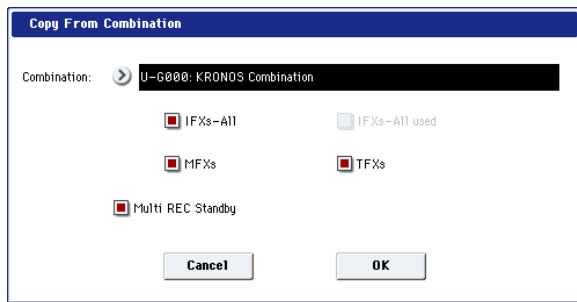 Copy From Combination
Combination: U-G000: KRONOS Combination
IFXs-All IFXs-All used
MFXs TFXs
Multi REC Standby
Cancel OK